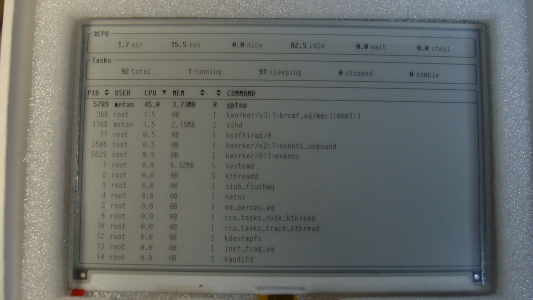 %CPU
1.7 usr 15.5 sys 0.0 nice 82.5 idle 0.0 wait 0.0 steal
Tasks
92 total 1 running 91 sleeping 0 stopped 0 zombie
PID USER CPU MEM S COMMAND
5789 metan 45.0 3.73MB R gptop
366 root 1.5 0B I kworker/u3:1-brcmf_wq/mmc1:0001:1
1768 metan 1.5 2.15MB S sshd
11 root 0.5 0B S ksoftirqd/0
3588 root 0.5 0B I kworker/u2:1-events_unbound
5629 root 0.5 0B I kworker/0:1-events
1 root 0.0 6.32MB S systemd
2 root 0.0 0B S kthreadd
3 root 0.0 0B I slub_flushwq
4 root 0.0 0B I netns
8 root 0.0 0B I mm_percpu_wq
9 root 0.0 0B I rcu_tasks_rude_kthread
10 root 0.0 0B I rcu_tasks_trace_kthread
12 root 0.0 0B S kdevtmpfs
13 root 0.0 0B I inet_frag_wq
14 root 0.0 0B S kauditd